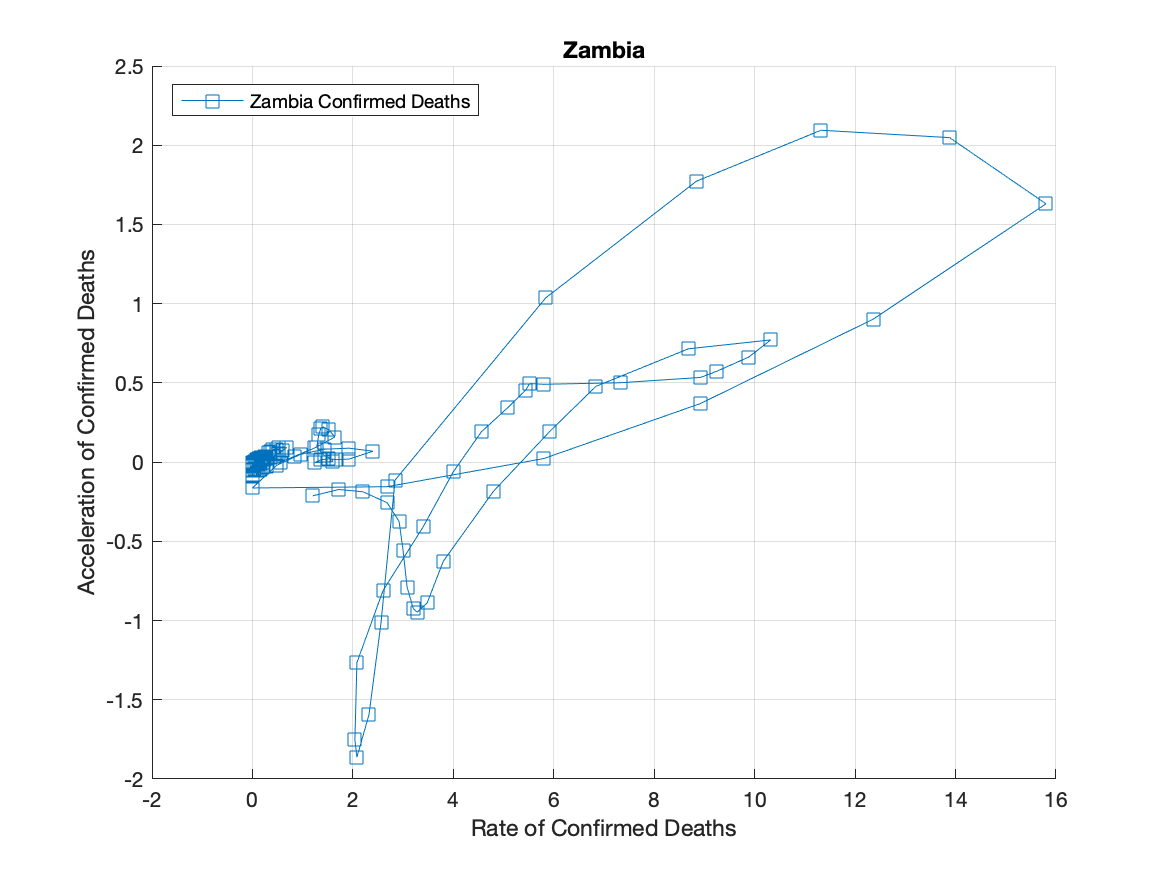 Zambia
Zambia Confirmed Deaths
2.5
2
1.5
1
0.5
0
-0.5
-1
-1.5
-2
Acceleration of Confirmed Deaths
-2 0 2 4 6 8 10 12 14 16
Rate of Confirmed Deaths